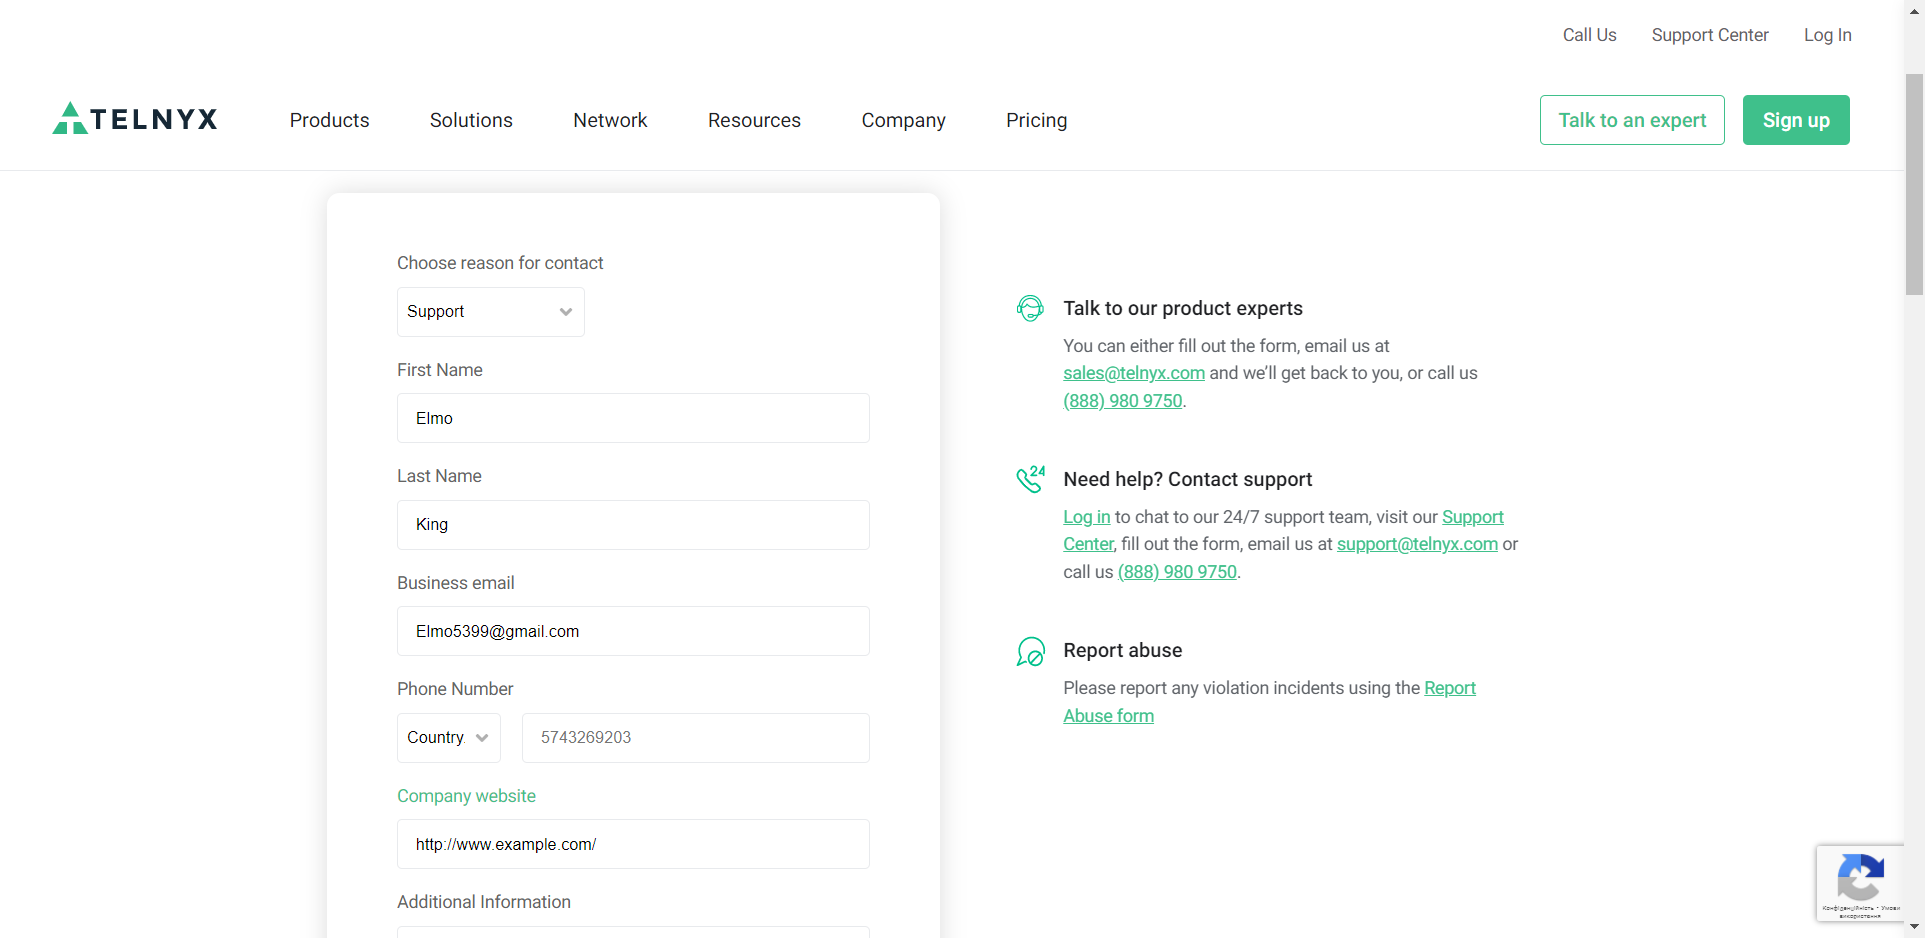 Call Us Support Center Log In
TELNYX Products Solutions Network Resources Company Pricing Talk to an expert Sign up
Choose reason for contact
Support
First Name
Elmo
Last Name
King
Business email
Elmo5399@gmail.com
Phone Number
Country 5743269203
Company website
http://www.example.com/
Additional Information
Talk to our product experts
You can either fill out the form, email us at
sales@telnyx.com and we’ll get back to you, or call us
(888) 980 9750.
24
Need help? Contact support
Log in to chat to our 24/7 support team, visit our Support
Center, fill out the form, email us at support@telnyx.com or
call us (888) 980 9750.
Report abuse
Please report any violation incidents using the Report
Abuse form
Конфіденційність • Умови
використання